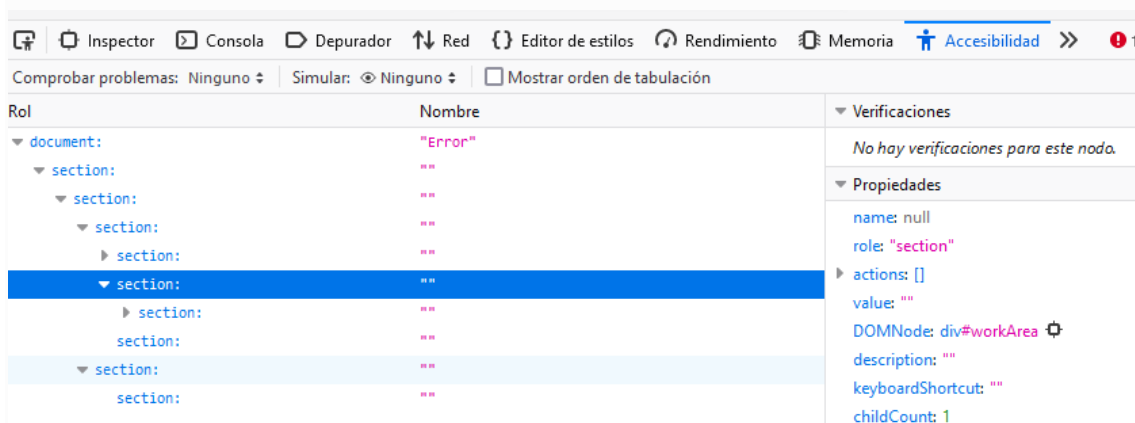 Inspector Consola Depurador Red {} Editor de estilos Rendimiento Memoria Accesibilidad >> 1
Comprobar problemas: Ninguno Simular: Ninguno Mostrar orden de tabulación
Rol Nombre
document: "Error"
section: ""
section: ""
section: ""
section: ""
section: ""
section: ""
section: ""
section: ""
section: ""
Verificaciones
No hay verificaciones para este nodo.
Propiedades
name: null
role: "section"
actions: []
value: ""
DOMNode: div#workArea
description: ""
keyboardShortcut: ""
childCount: 1